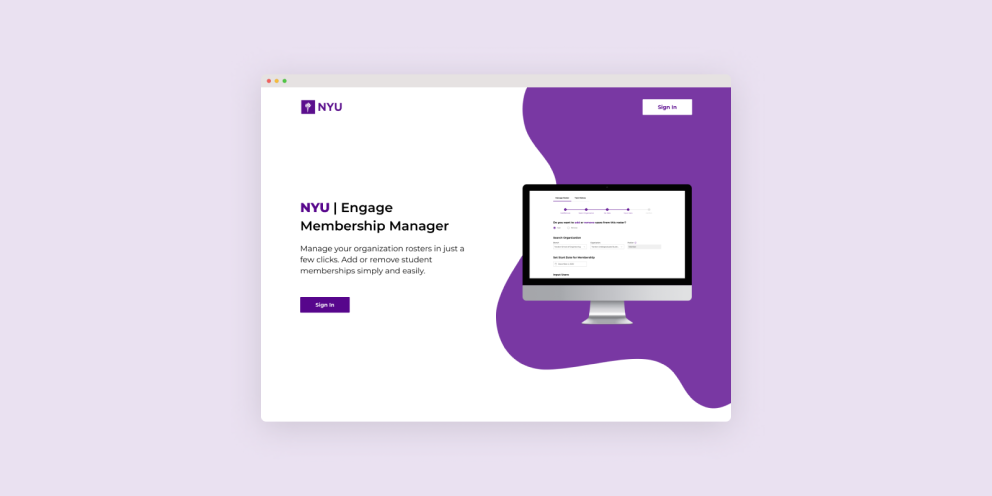 NYU
Sign In
NYU | Engage
Membership Manager
Manage your organization rosters in just a
few clicks. Add or remove student
memberships simply and easily.
Sign In
Do you want to add or remove users from this roster?
Search Organization
Set Start Date for Membership
Input Users